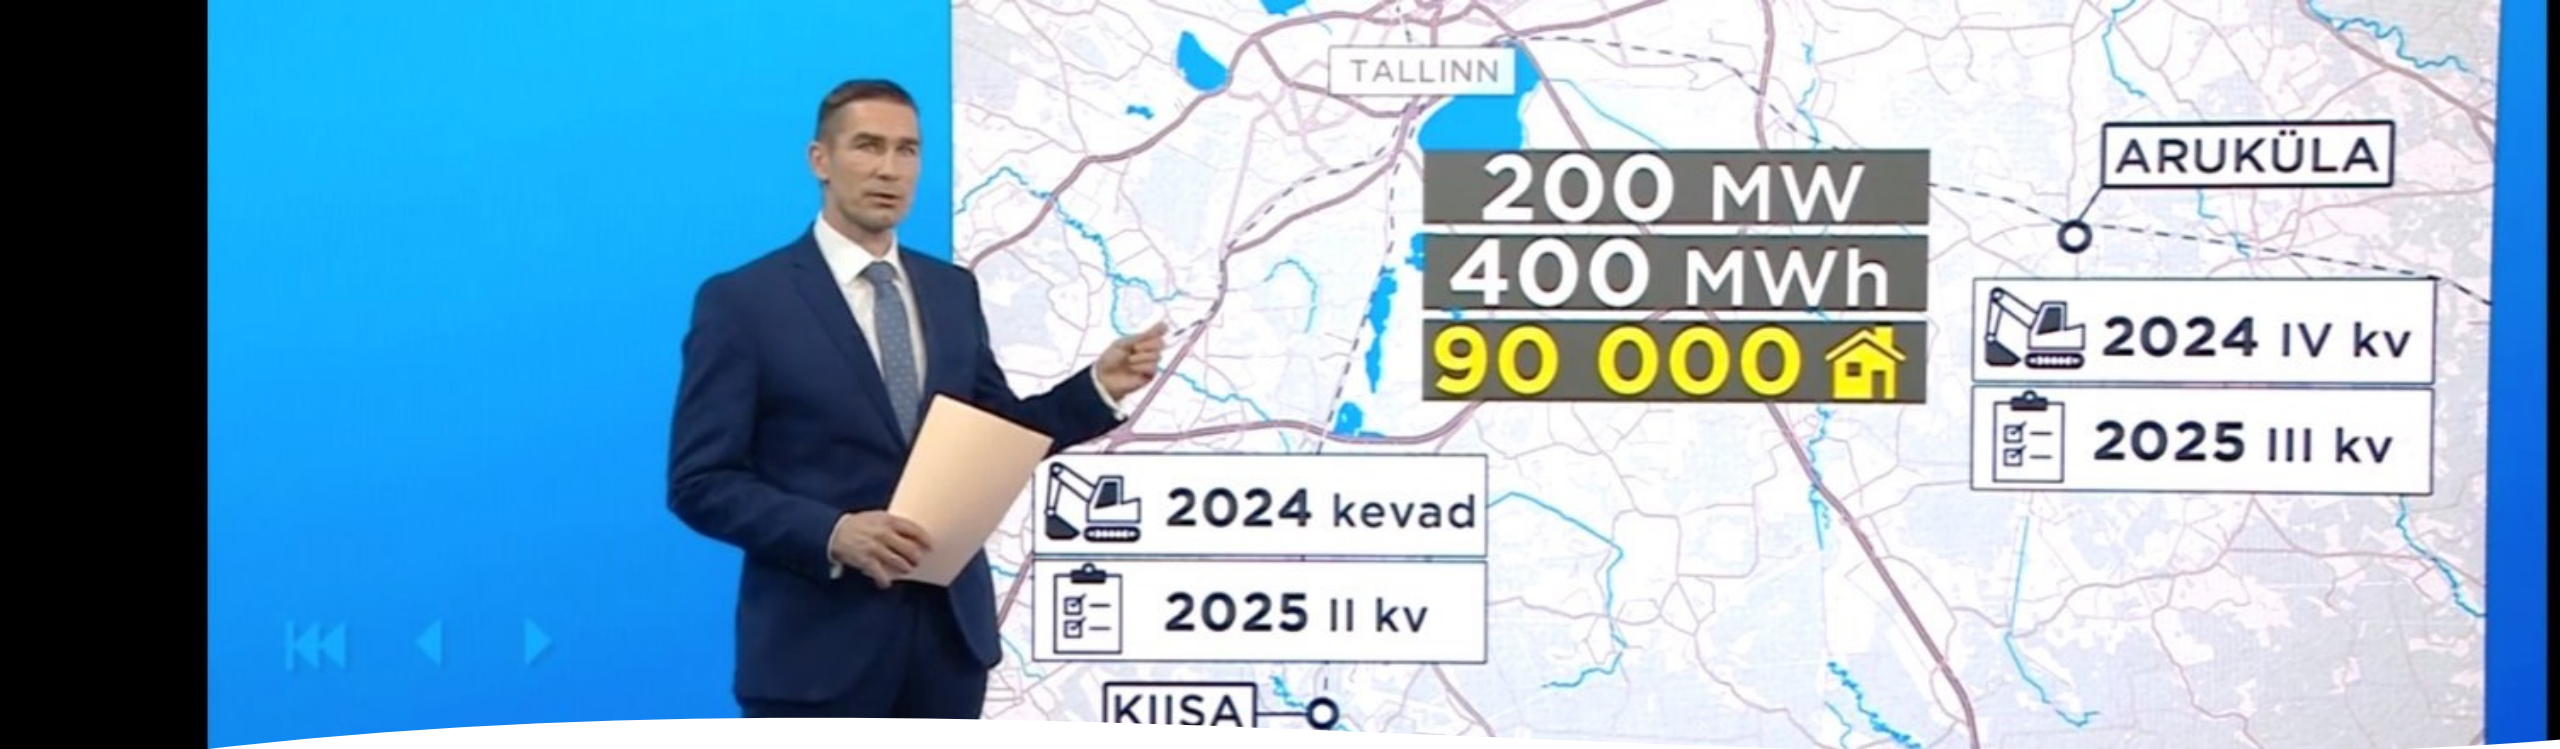 TALLINN
200 MW
400 MWh
90 000
ARUKÜLA
2024 IV kv
2025 III kv
2024 kevad
2025 II kv
KIISA